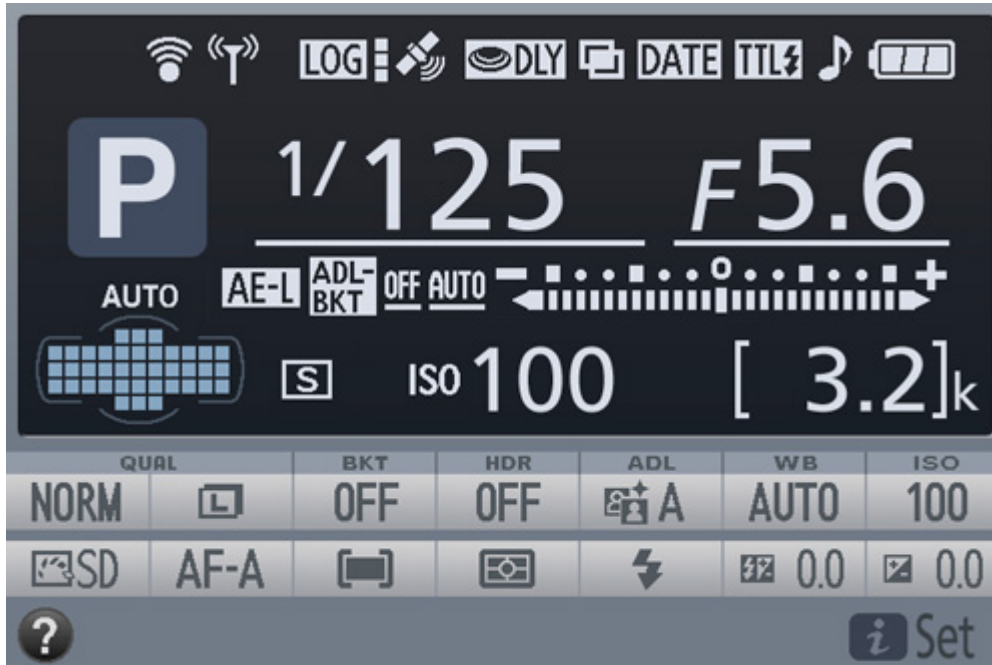 LOG DLY DATE TTL
P 1/125 F5.6
AUTO AE-L ADL-BKT OFF AUTO - +
S ISO 100 [ 3.2]k
QUAL BKT HDR ADL WB ISO
NORM L OFF OFF A AUTO 100
SD AF-A 0.0 0.0
? i Set